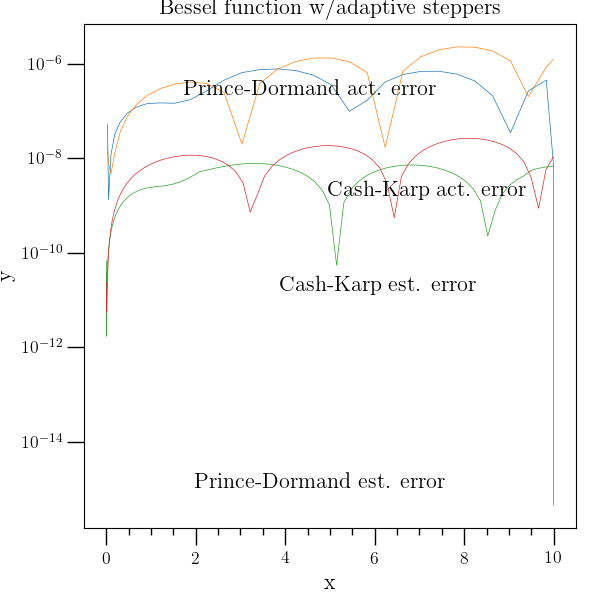 Bessel function w/adaptive steppers
10⁻⁶
Prince-Dormand act. error
10⁻⁸
Cash-Karp act. error
10⁻¹⁰
Cash-Karp est. error
y
10⁻¹²
10⁻¹⁴
Prince-Dormand est. error
0 2 4 6 8 10
x